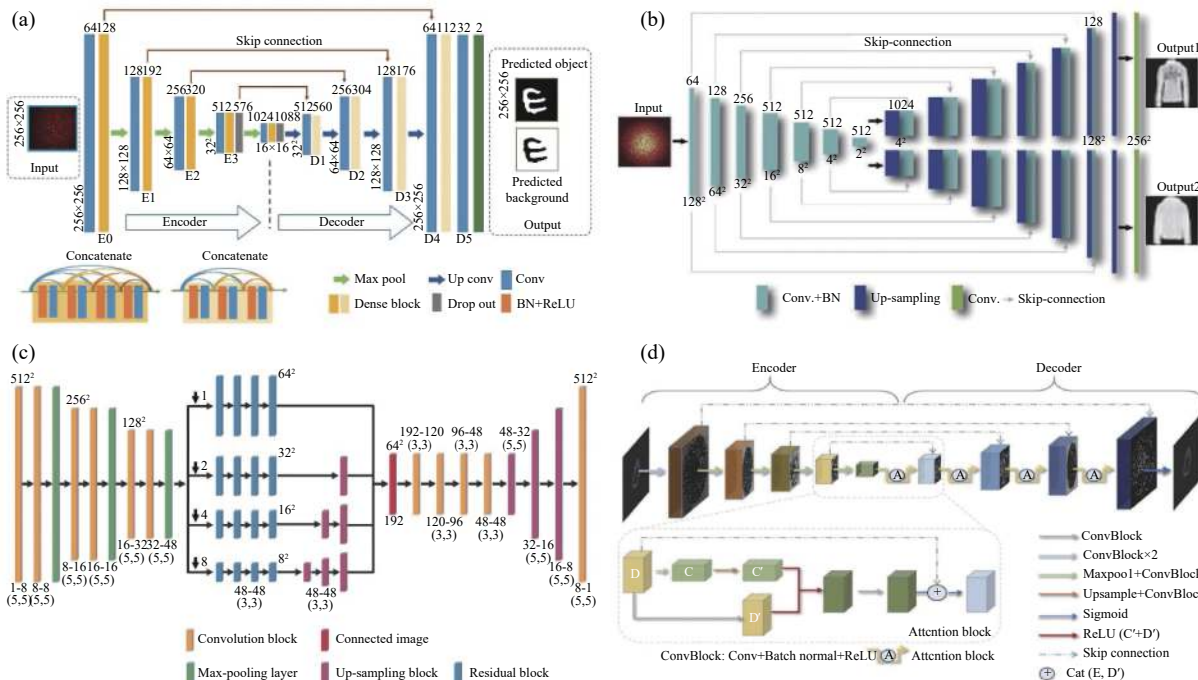 (a)
64128
6411232 2
Skip connection
128192
128176
256320
256304
512576
512560
10241088
256×256
Input
128×128
64×64
32²
16×16
32²
64×64
128×128
256×256
256×256
E0
E1
E2
E3
D1
D2
D3
D4
D5
Encoder
Decoder
256×256
Predicted object
Predicted
background
Output
Concatenate
Concatenate
Max pool
Up conv
Conv
Dense block
Drop out
BN+ReLU
(b)
Skip-connection
Input
64
128
256
512
512
512
512
1024
128
128²
64²
32²
16²
8²
4²
2²
4²
128²
256²
Output1
Output2
Conv.+BN
Up-sampling
Conv.
Skip-connection
(c)
512²
256²
128²
1
64²
2
32²
4
16²
8
8²
48-48
(3,3)
48-48
(3,3)
1-8
(5,5)
8-8
(5,5)
8-16
(5,5)
16-16
(5,5)
16-32
(5,5)
32-48
(5,5)
64²
192
192-120
(3,3)
120-96
(3,3)
96-48
(3,3)
48-48
(3,3)
48-32
(5,5)
32-16
(5,5)
16-8
(5,5)
512²
8-1
(5,5)
Convolution block
Connected image
Max-pooling layer
Up-sampling block
Residual block
(d)
Encoder
Decoder
A
A
A
A
D
C
C′
D′
+
Attcntion block
ConvBlock: Conv+Batch normal+ReLU
A
Attcntion block
ConvBlock
ConvBlock×2
Maxpoo1+ConvBlock
Upsample+ConvBlock
Sigmoid
ReLU (C′+D′)
Skip connection
Cat (E, D′)